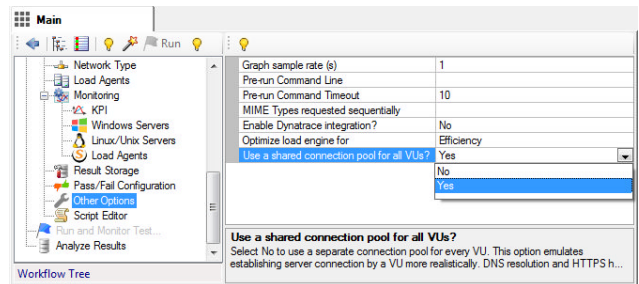 Main
Run
Network Type
Load Agents
Monitoring
KPI
Windows Servers
Linux/Unix Servers
Load Agents
Result Storage
Pass/Fail Configuration
Other Options
Script Editor
Run and Monitor Test...
Analyze Results
Workflow Tree
Graph sample rate (s) 1
Pre-run Command Line
Pre-run Command Timeout 10
MIME Types requested sequentially
Enable Dynatrace integration? No
Optimize load engine for Efficiency
Use a shared connection pool for all VUs? Yes
No
Yes
Use a shared connection pool for all VUs?
Select No to use a separate connection pool for every VU. This option emulates
establishing server connection by a VU more realistically. DNS resolution and HTTPS h...